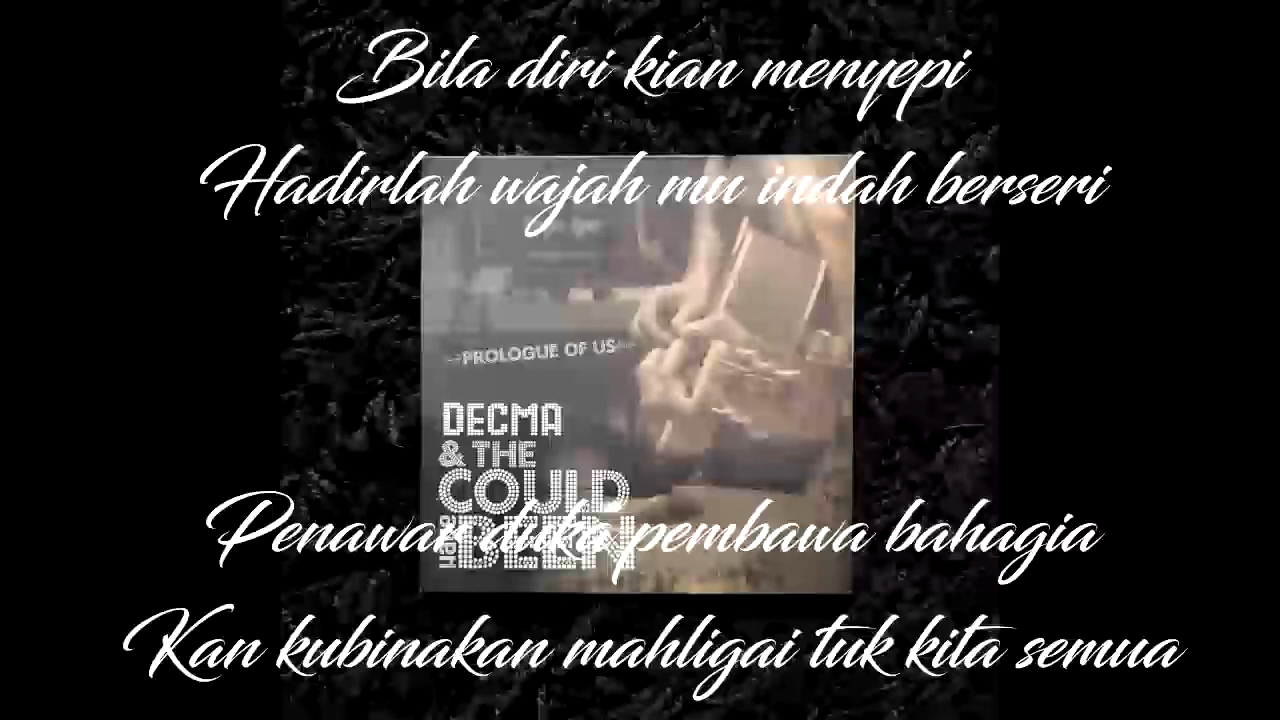 Bila diri kian menyepi
Hadirlah wajah mu indah berseri
PROLOGUE OF US
DECMA
& THE
COULD
BEEN
Penawar duka pembawa bahagia
Kan kubinakan mahligai tuk kita semua